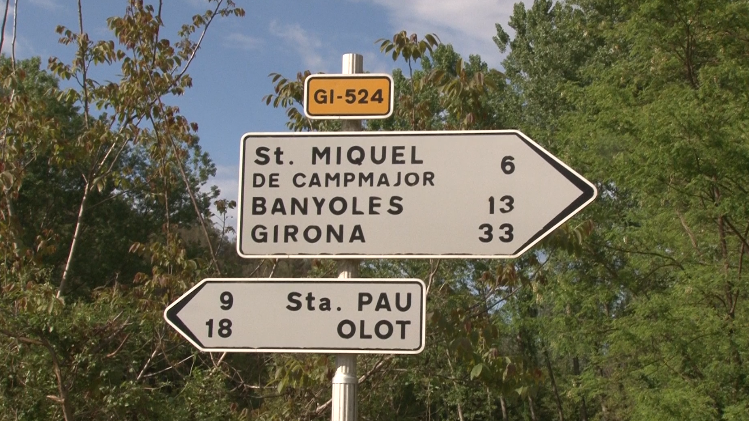 GI-524
St. MIQUEL 6
DE CAMPMAJOR
BANYOLES 13
GIRONA 33
9 Sta. PAU
18 OLOT